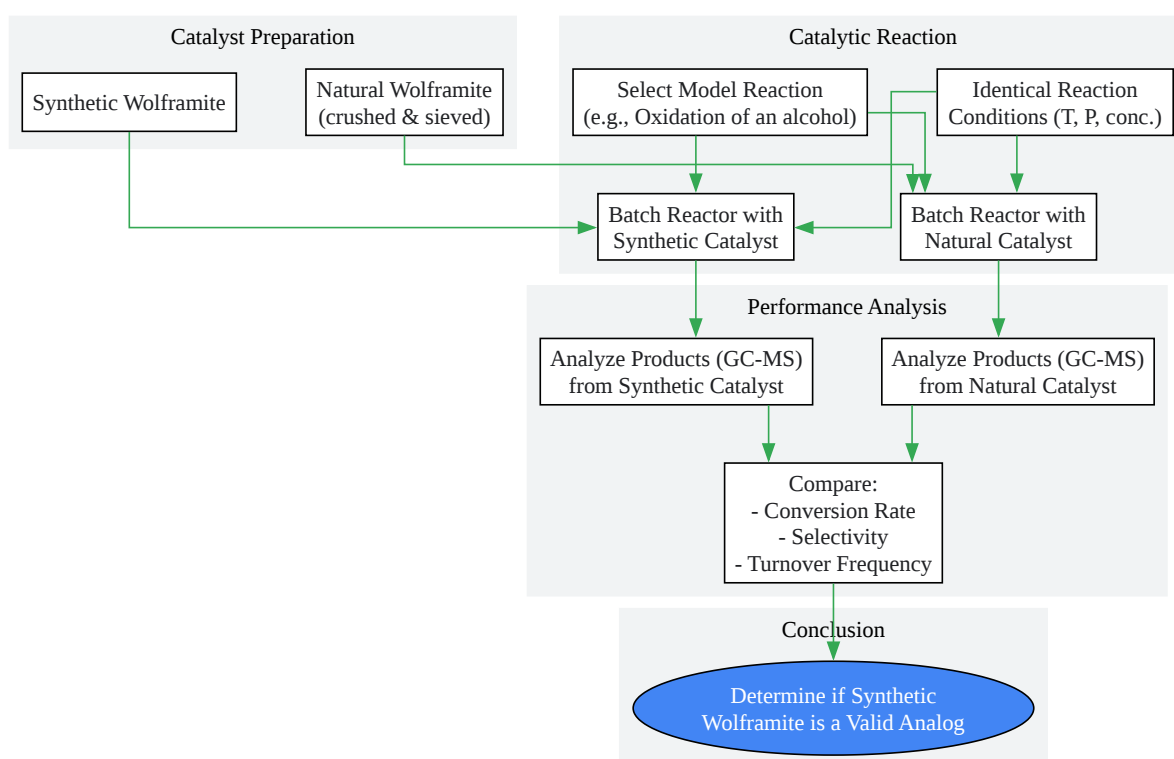 Catalyst Preparation
Synthetic Wolframite
Natural Wolframite
(crushed & sieved)
Catalytic Reaction
Select Model Reaction
(e.g., Oxidation of an alcohol)
Identical Reaction
Conditions (T, P, conc.)
Batch Reactor with
Synthetic Catalyst
Batch Reactor with
Natural Catalyst
Performance Analysis
Analyze Products (GC-MS)
from Synthetic Catalyst
Analyze Products (GC-MS)
from Natural Catalyst
Compare:
- Conversion Rate
- Selectivity
- Turnover Frequency
Conclusion
Determine if Synthetic
Wolframite is a Valid Analog